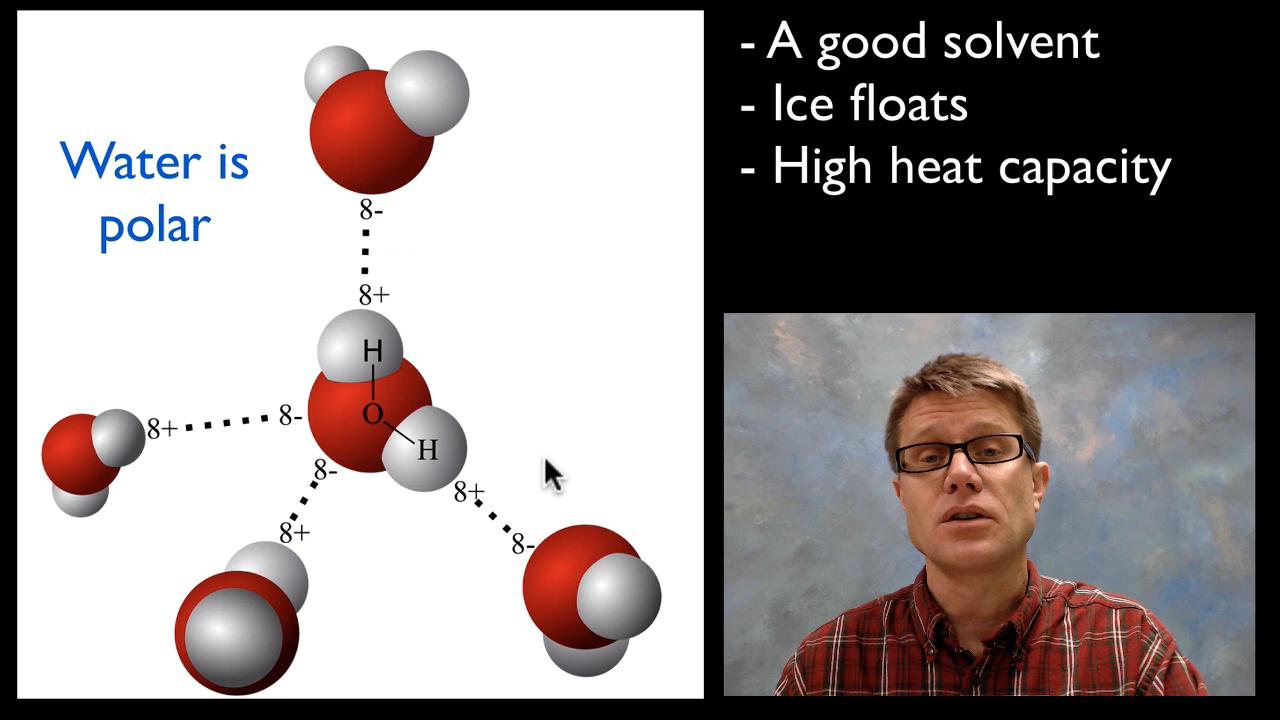 Water is
polar
8-
8+
H
O
H
8+
8-
8-
8+
8+
8-
- A good solvent
- Ice floats
- High heat capacity